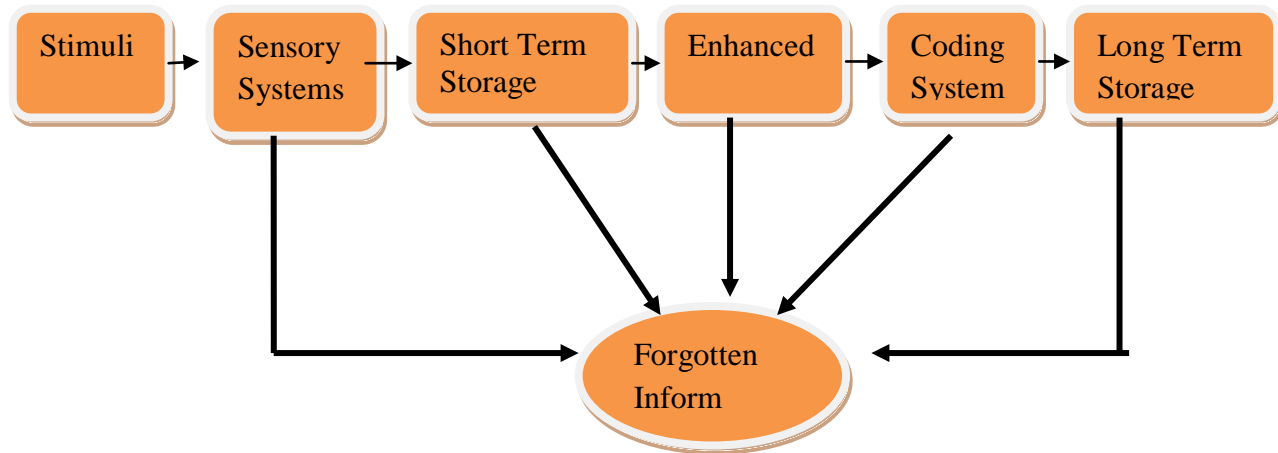 Stimuli
Sensory
Systems
Short Term
Storage
Enhanced
Coding
System
Long Term
Storage
Forgotten
Inform